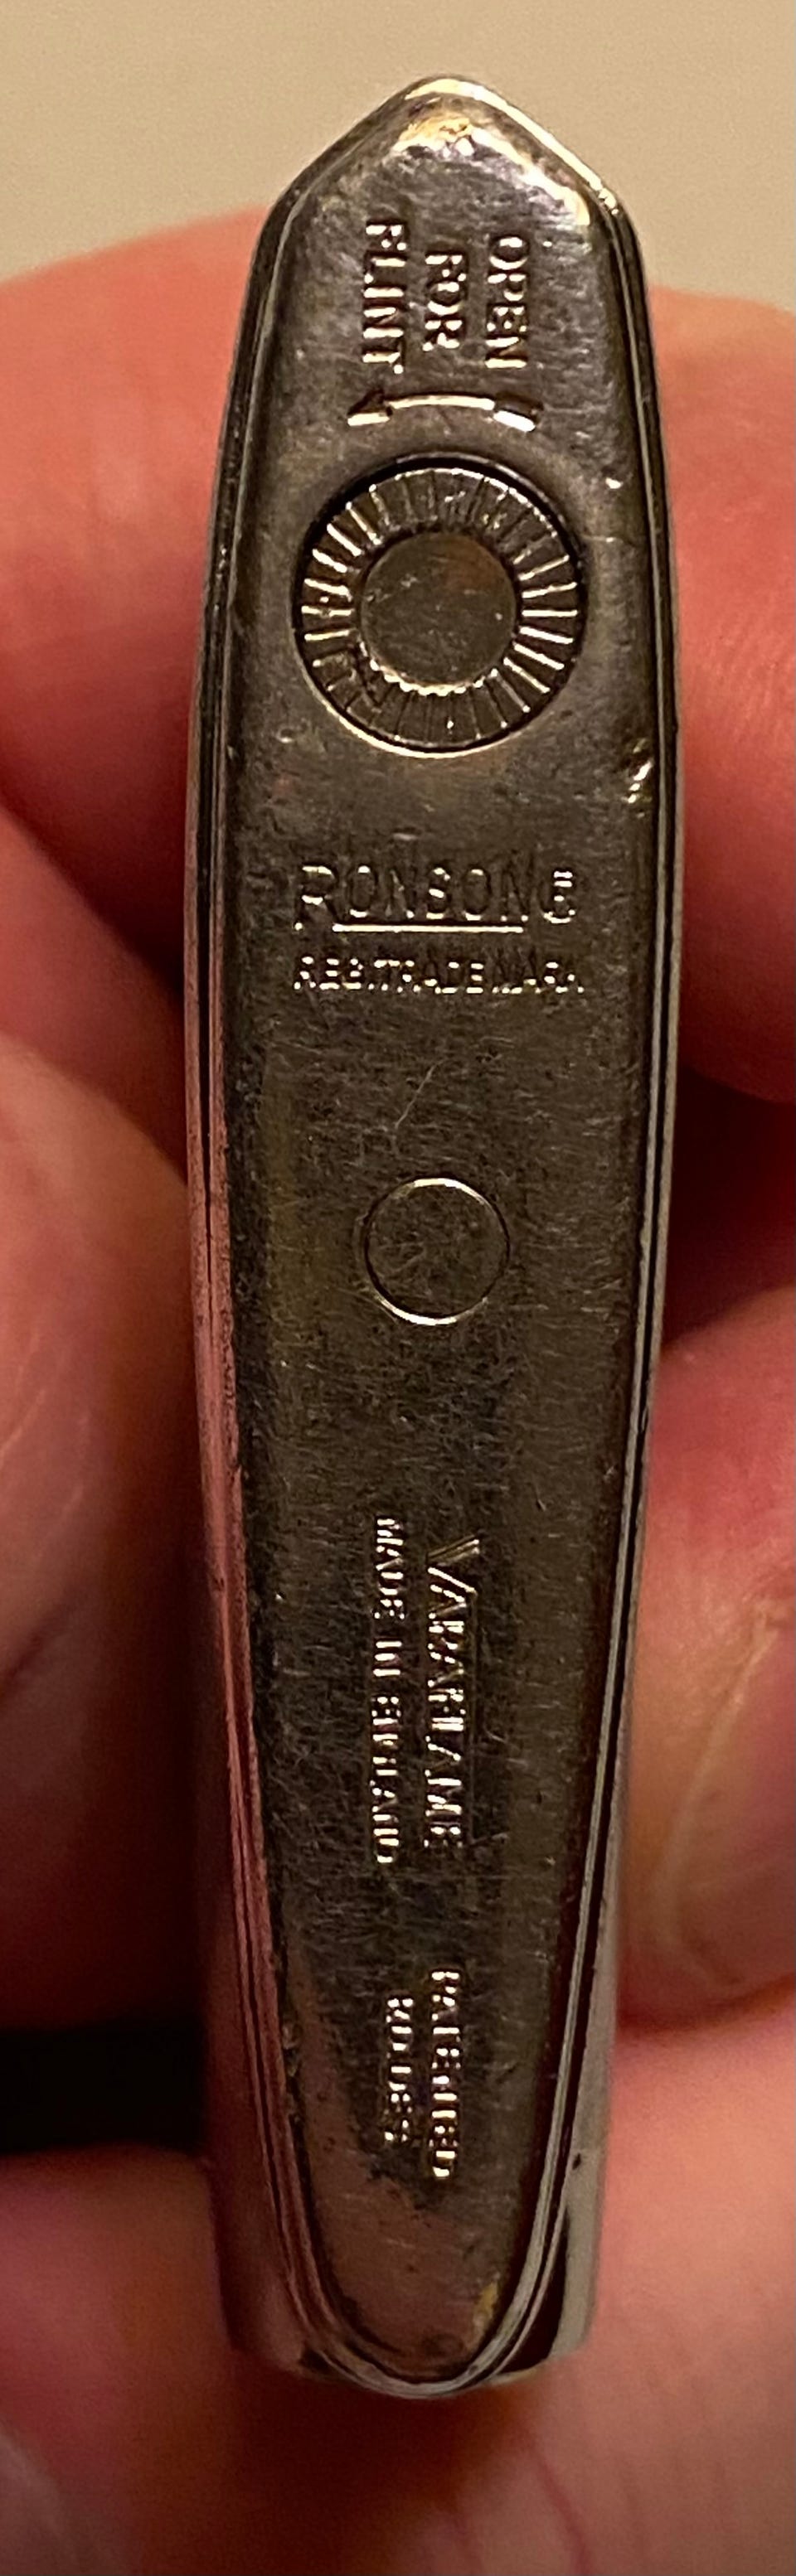 OPEN
FOR
FLINT
RONSON®
REG TRADE MARK
VARAFLAME
MADE IN ENGLAND
PATENTED